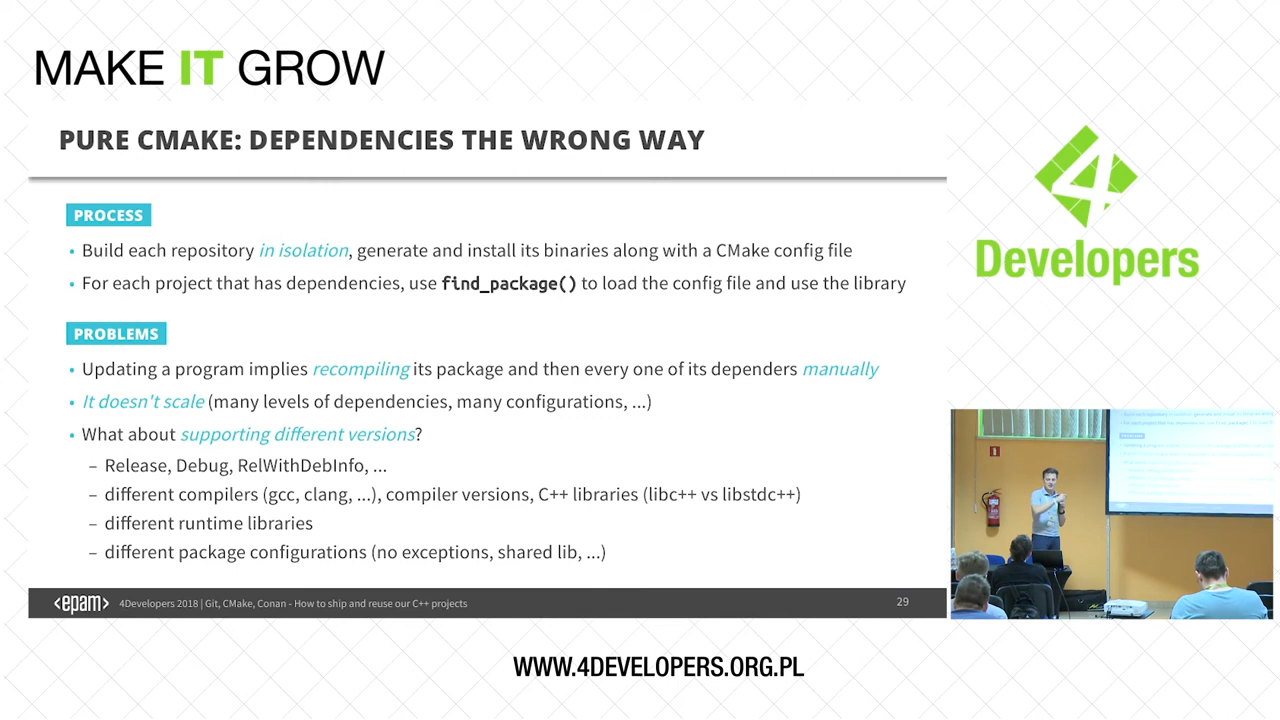 MAKE IT GROW
PURE CMAKE: DEPENDENCIES THE WRONG WAY
PROCESS
• Build each repository in isolation, generate and install its binaries along with a CMake config file
• For each project that has dependencies, use find_package() to load the config file and use the library
PROBLEMS
• Updating a program implies recompiling its package and then every one of its dependers manually
• It doesn't scale (many levels of dependencies, many configurations, ...)
• What about supporting different versions?
– Release, Debug, RelWithDebInfo, ...
– different compilers (gcc, clang, ...), compiler versions, C++ libraries (libc++ vs libstdc++)
– different runtime libraries
– different package configurations (no exceptions, shared lib, ...)
<epam> 4Developers 2018 | Git, CMake, Conan - How to ship and reuse our C++ projects 29
4
Developers
WWW.4DEVELOPERS.ORG.PL